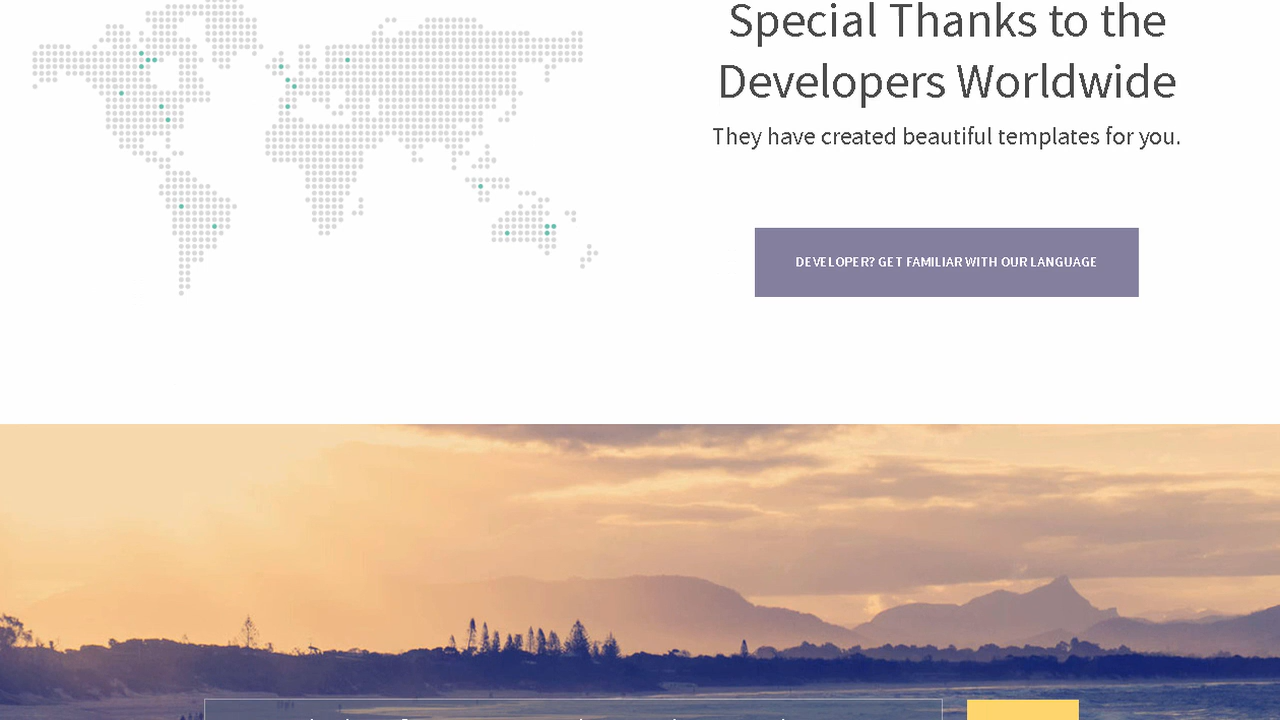 Special Thanks to the
Developers Worldwide
They have created beautiful templates for you.
DEVELOPER? GET FAMILIAR WITH OUR LANGUAGE